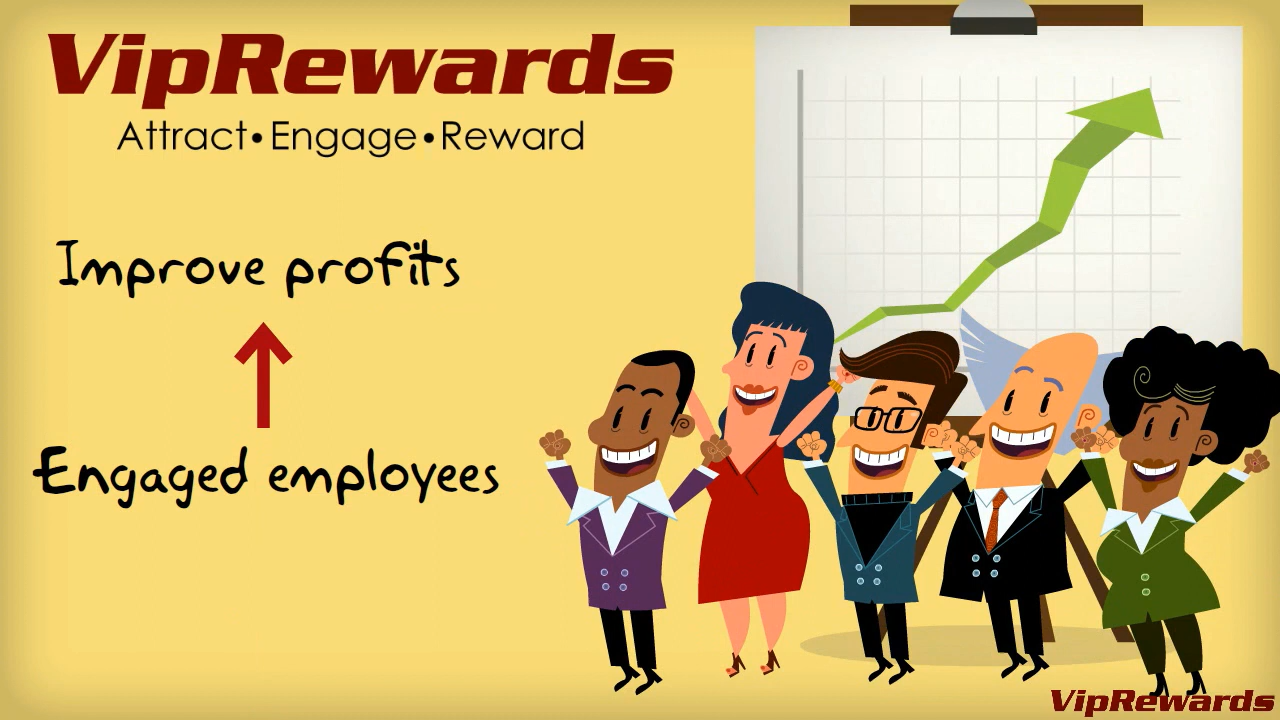 VipRewards
Attract•Engage•Reward
Improve profits
Engaged employees
VipRewards